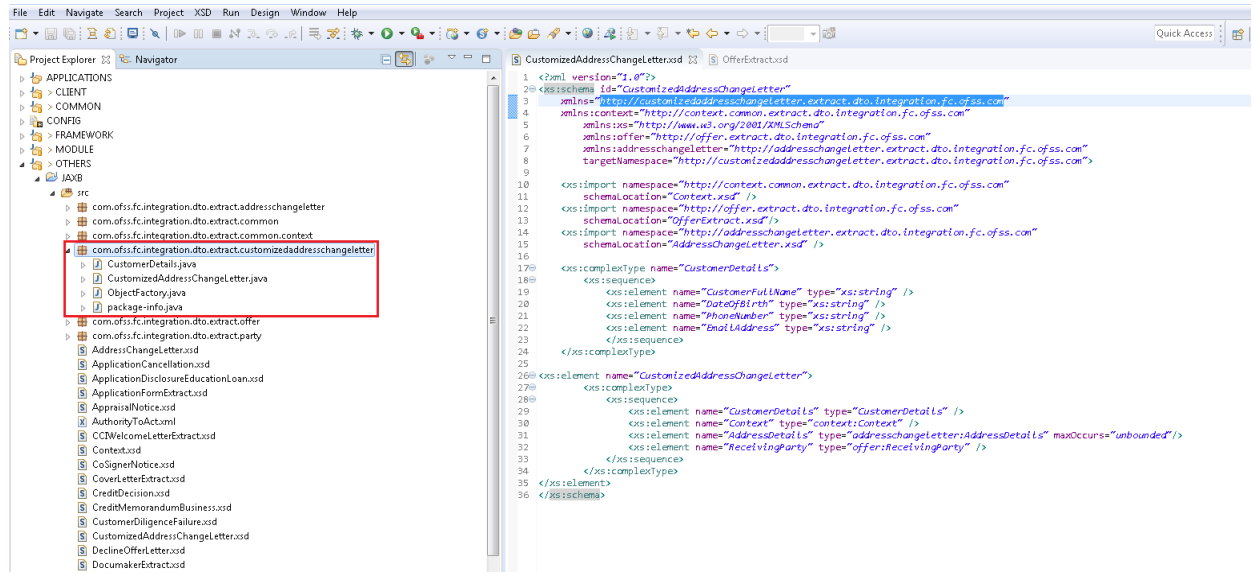 File Edit Navigate Search Project XSD Run Design Window Help
Quick Access
Project Explorer Navigator
APPLICATIONS
> CLIENT
> COMMON
CONFIG
> FRAMEWORK
> MODULE
> OTHERS
JAXB
src
com.ofss.fc.integration.dto.extract.addresschangeletter
com.ofss.fc.integration.dto.extract.common
com.ofss.fc.integration.dto.extract.common.context
com.ofss.fc.integration.dto.extract.customizedaddresschangeletter
CustomerDetails.java
CustomizedAddressChangeLetter.java
ObjectFactory.java
package-info.java
com.ofss.fc.integration.dto.extract.offer
com.ofss.fc.integration.dto.extract.party
AddressChangeLetter.xsd
ApplicationCancellation.xsd
ApplicationDisclosureEducationLoan.xsd
ApplicationFormExtract.xsd
AppraisalNotice.xsd
AuthorityToAct.xml
CCIWelcomeLetterExtract.xsd
Context.xsd
CoSignerNotice.xsd
CoverLetterExtract.xsd
CreditDecision.xsd
CreditMemorandumBusiness.xsd
CustomerDiligenceFailure.xsd
CustomizedAddressChangeLetter.xsd
DeclineOfferLetter.xsd
DocumakerExtract.xsd
CustomizedAddressChangeLetter.xsd OfferExtract.xsd
1 <?xml version="1.0"?>
2 <xs:schema id="CustomizedAddressChangeLetter"
3 xmlns="http://customizedaddresschangeletter.extract.dto.integration.fc.ofss.com"
4 xmlns:context="http://context.common.extract.dto.integration.fc.ofss.com"
5 xmlns:xs="http://www.w3.org/2001/XMLSchema"
6 xmlns:offer="http://offer.extract.dto.integration.fc.ofss.com"
7 xmlns:addresschangeletter="http://addresschangeletter.extract.dto.integration.fc.ofss.com"
8 targetNamespace="http://customizedaddresschangeletter.extract.dto.integration.fc.ofss.com">
9
10 <xs:import namespace="http://context.common.extract.dto.integration.fc.ofss.com"
11 schemaLocation="Context.xsd" />
12 <xs:import namespace="http://offer.extract.dto.integration.fc.ofss.com"
13 schemaLocation="OfferExtract.xsd"/>
14 <xs:import namespace="http://addresschangeletter.extract.dto.integration.fc.ofss.com"
15 schemaLocation="AddressChangeLetter.xsd" />
16
17 <xs:complexType name="CustomerDetails">
18 <xs:sequence>
19 <xs:element name="CustomerFullName" type="xs:string" />
20 <xs:element name="DateOfBirth" type="xs:string" />
21 <xs:element name="PhoneNumber" type="xs:string" />
22 <xs:element name="EmailAddress" type="xs:string" />
23 </xs:sequence>
24 </xs:complexType>
25
26 <xs:element name="CustomizedAddressChangeLetter">
27 <xs:complexType>
28 <xs:sequence>
29 <xs:element name="CustomerDetails" type="CustomerDetails" />
30 <xs:element name="Context" type="context:Context" />
31 <xs:element name="AddressDetails" type="addresschangeletter:AddressDetails" maxOccurs="unbounded"/>
32 <xs:element name="ReceivingParty" type="offer:ReceivingParty" />
33 </xs:sequence>
34 </xs:complexType>
35 </xs:element>
36 </xs:schema>